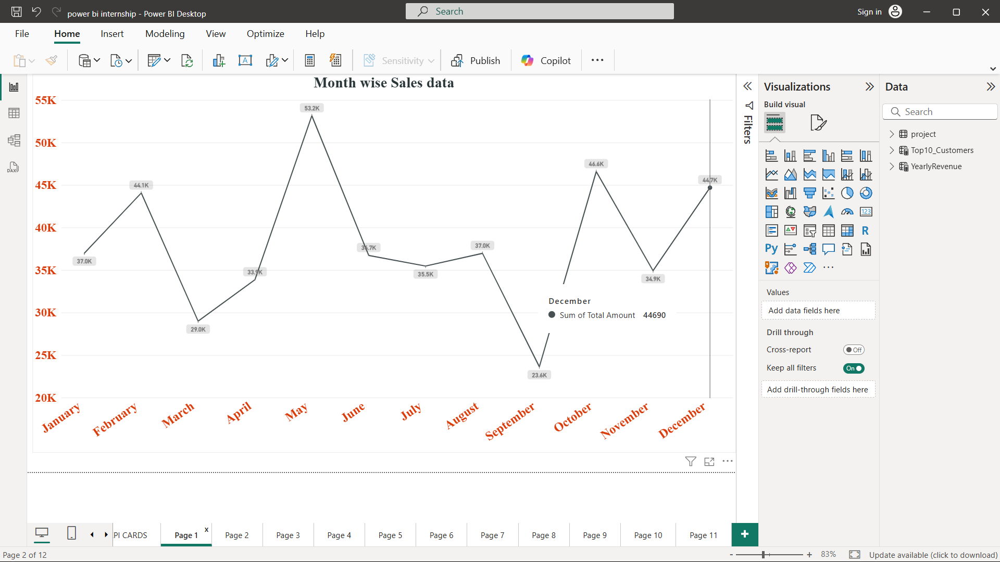 power bi internship - Power BI Desktop
Search
Sign in
File Home Insert Modeling View Optimize Help
Sensitivity Publish Copilot
Month wise Sales data
55K
50K
45K
40K
35K
30K
25K
20K
37.0K
44.1K
29.0K
33.9K
53.2K
36.7K
35.5K
37.0K
23.6K
46.6K
34.9K
44.7K
December
Sum of Total Amount 44690
January February March April May June July August September October November December
Filters
Visualizations
Build visual
123
R
Py
Values
Add data fields here
Drill through
Cross-report Off
Keep all filters On
Add drill-through fields here
Data
Search
project
Top10_Customers
YearlyRevenue
DAX
PI CARDS Page 1 x Page 2 Page 3 Page 4 Page 5 Page 6 Page 7 Page 8 Page 9 Page 10 Page 11 +
Page 2 of 12
- + 83% Update available (click to download)